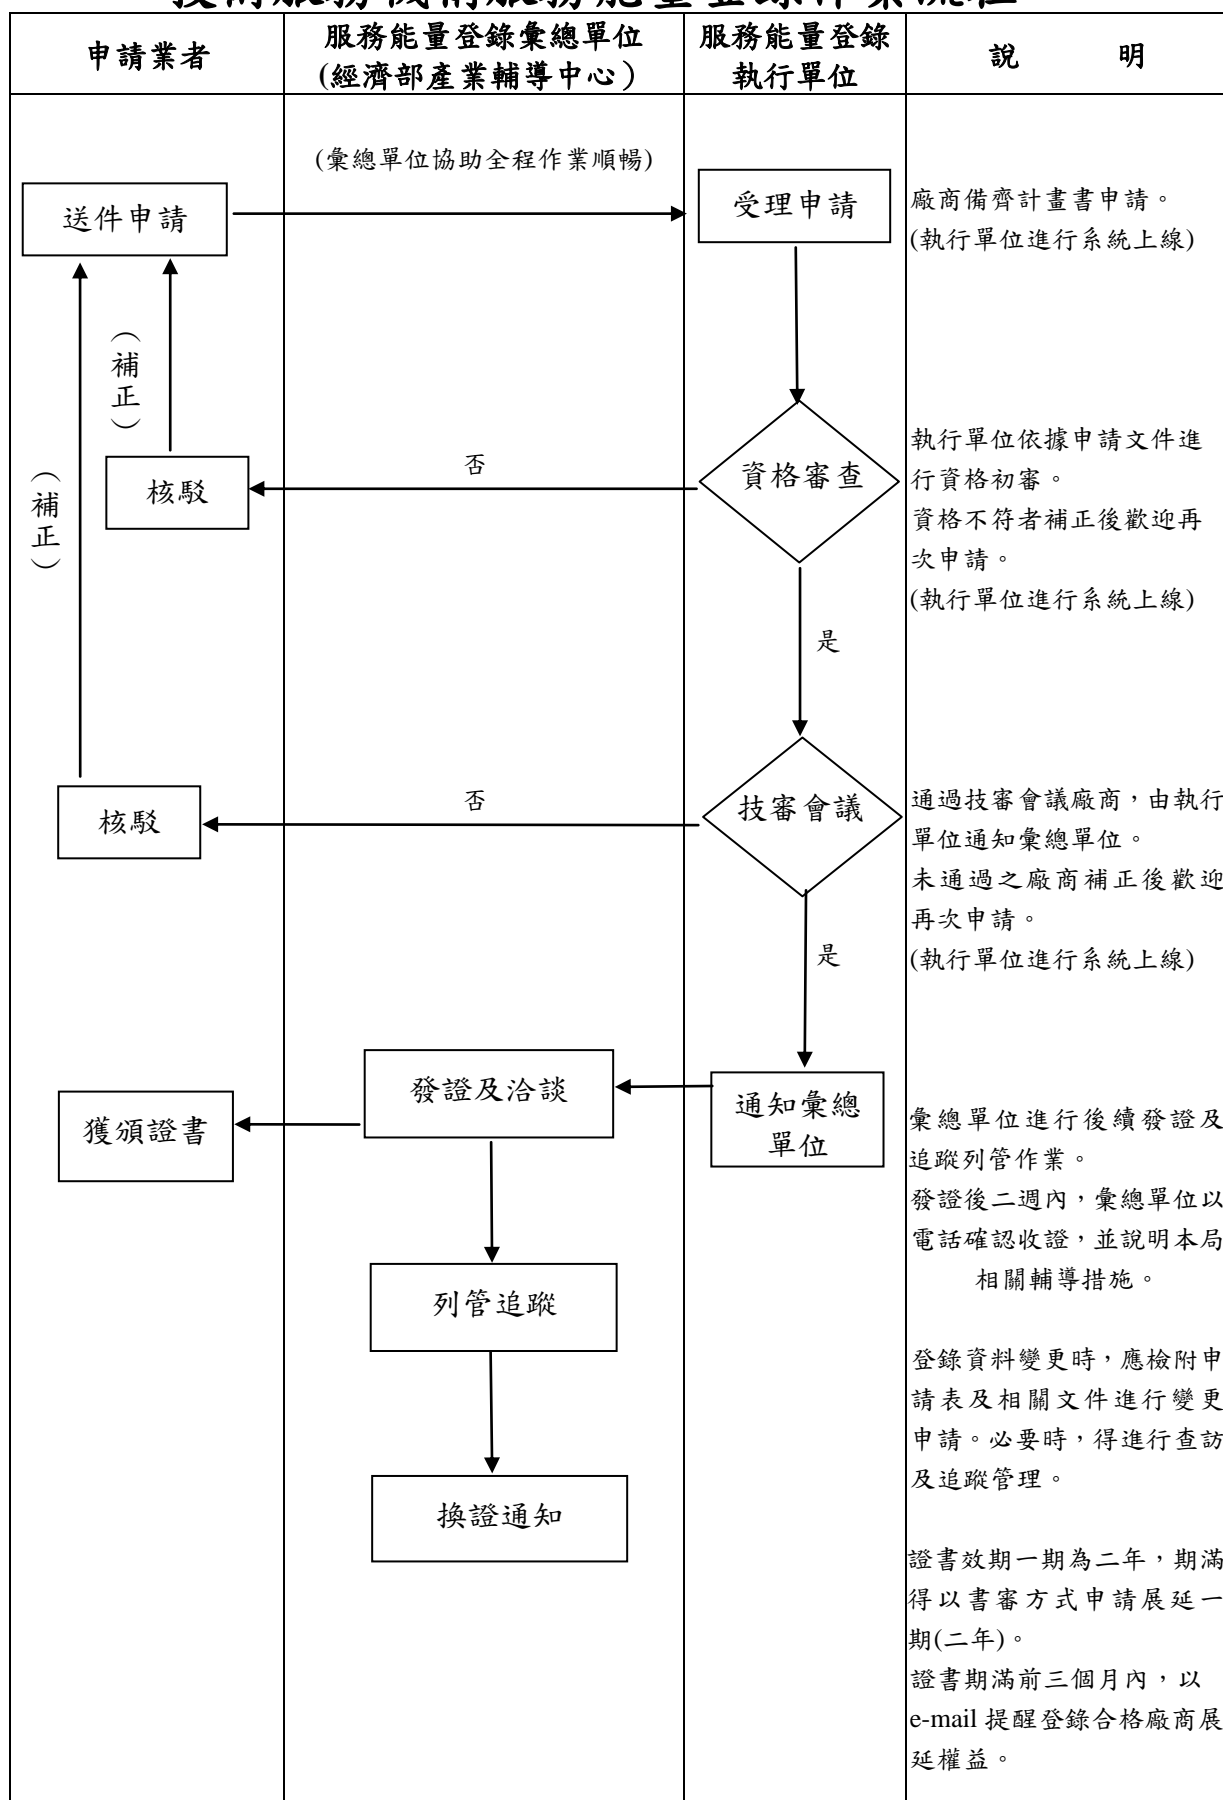 技術服務機構服務能量登錄作業流程
申請業者
服務能量登錄彙總單位
(經濟部產業輔導中心)
服務能量登錄
執行單位
說 明
(彙總單位協助全程作業順暢)
送件申請
受理申請
廠商備齊計畫書申請。
(執行單位進行系統上線)
(補正)
(補正)
核駁
否
資格審查
執行單位依據申請文件進
行資格初審。
資格不符者補正後歡迎再
次申請。
(執行單位進行系統上線)
是
核駁
否
技審會議
通過技審會議廠商，由執行
單位通知彙總單位。
未通過之廠商補正後歡迎
再次申請。
(執行單位進行系統上線)
是
獲頒證書
發證及洽談
通知彙總
單位
彙總單位進行後續發證及
追蹤列管作業。
發證後二週內，彙總單位以
電話確認收證，並說明本局
相關輔導措施。
列管追蹤
登錄資料變更時，應檢附申
請表及相關文件進行變更
申請。必要時，得進行查訪
及追蹤管理。
換證通知
證書效期一期為二年，期滿
得以書審方式申請展延一
期(二年)。
證書期滿前三個月內，以
e-mail 提醒登錄合格廠商展
延權益。